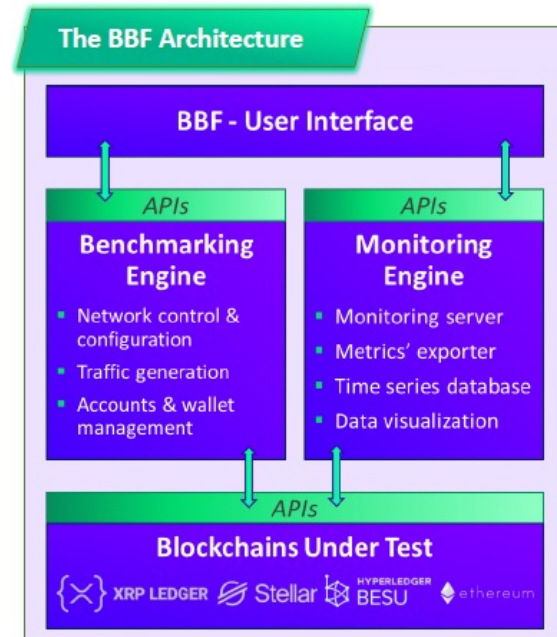 The BBF Architecture
BBF - User Interface
APIs
Benchmarking
Engine
▪ Network control &
configuration
▪ Traffic generation
▪ Accounts & wallet
management
APIs
Monitoring
Engine
▪ Monitoring server
▪ Metrics’ exporter
▪ Time series database
▪ Data visualization
APIs
Blockchains Under Test
XRP LEDGER
Stellar
HYPERLEDGER
BESU
ethereum